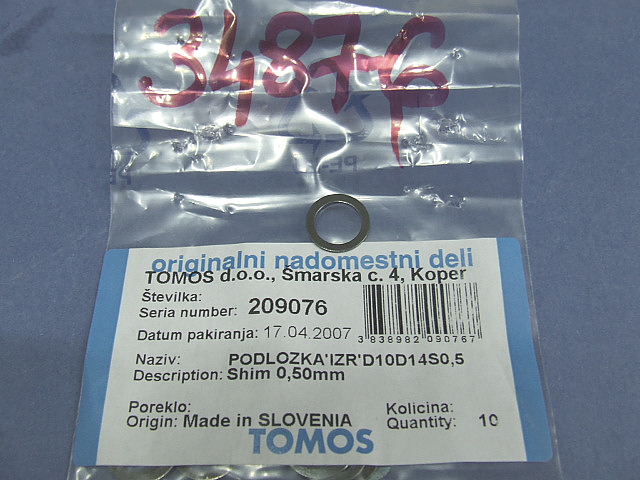 3487-G
originalni nadomestni deli
TOMOS d.o.o., Šmarska c. 4, Koper
Številka:
Seria number: 209076
Datum pakiranja: 17.04.2007
3 838982 090767
Naziv: PODLOZKA'IZR'D10D14S0,5
Description: Shim 0,50mm
Poreklo: Kolicina:
Origin: Made in SLOVENIA Quantity: 10
TOMOS